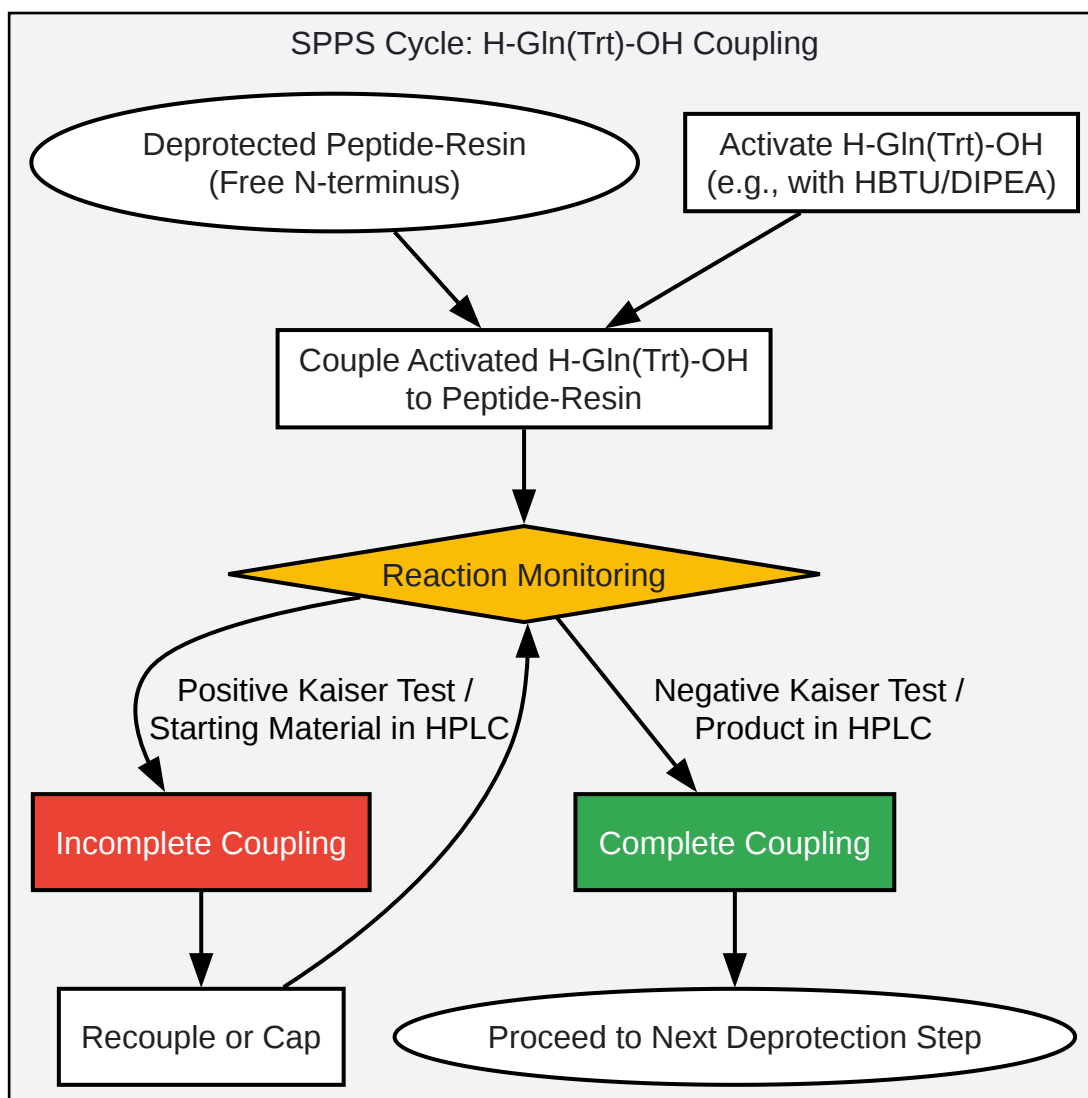 SPPS Cycle: H-Gln(Trt)-OH Coupling
Deprotected Peptide-Resin
(Free N-terminus)
Activate H-Gln(Trt)-OH
(e.g., with HBTU/DIPEA)
Couple Activated H-Gln(Trt)-OH
to Peptide-Resin
Reaction Monitoring
Positive Kaiser Test /
Starting Material in HPLC
Negative Kaiser Test /
Product in HPLC
Incomplete Coupling
Complete Coupling
Recouple or Cap
Proceed to Next Deprotection Step